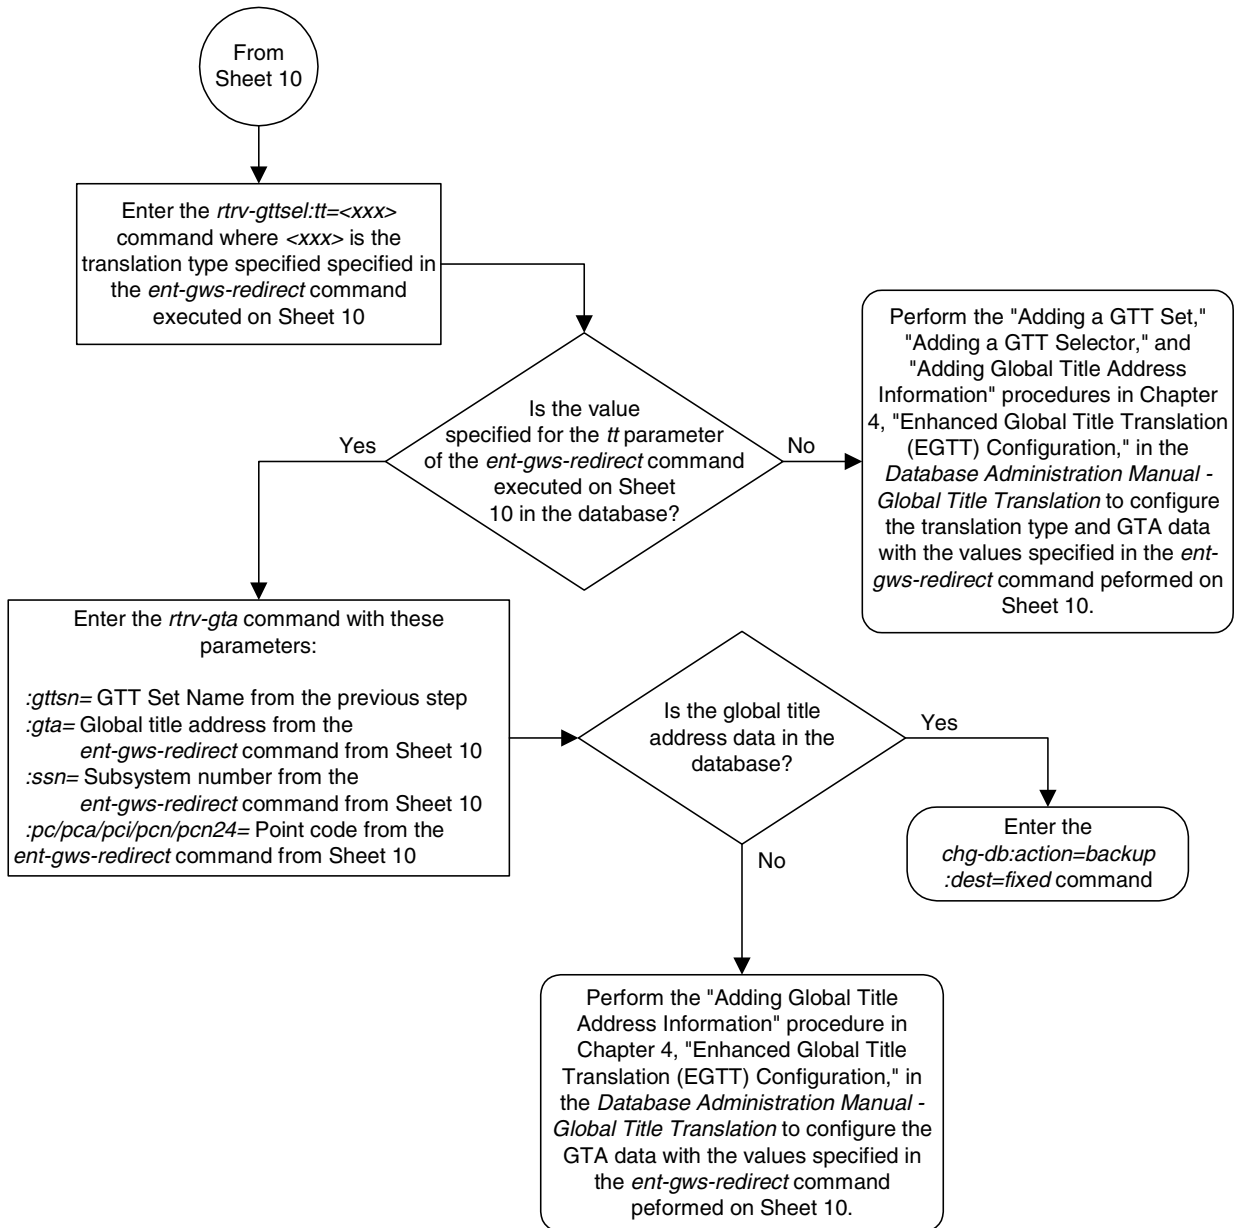 From
Sheet 10
Enter the rtrv-gttsel:tt=<xxx>
command where <xxx> is the
translation type specified specified in
the ent-gws-redirect command
executed on Sheet 10
Is the value
specified for the tt parameter
of the ent-gws-redirect command
executed on Sheet
10 in the database?
Yes
No
Perform the "Adding a GTT Set,"
"Adding a GTT Selector," and
"Adding Global Title Address
Information" procedures in Chapter
4, "Enhanced Global Title Translation
(EGTT) Configuration," in the
Database Administration Manual -
Global Title Translation to configure
the translation type and GTA data
with the values specified in the ent-
gws-redirect command peformed on
Sheet 10.
Enter the rtrv-gta command with these
parameters:
:gttsn= GTT Set Name from the previous step
:gta= Global title address from the
ent-gws-redirect command from Sheet 10
:ssn= Subsystem number from the
ent-gws-redirect command from Sheet 10
:pc/pca/pci/pcn/pcn24= Point code from the
ent-gws-redirect command from Sheet 10
Is the global title
address data in the
database?
Yes
No
Enter the
chg-db:action=backup
:dest=fixed command
Perform the "Adding Global Title
Address Information" procedure in
Chapter 4, "Enhanced Global Title
Translation (EGTT) Configuration," in
the Database Administration Manual -
Global Title Translation to configure the
GTA data with the values specified in
the ent-gws-redirect command
peformed on Sheet 10.